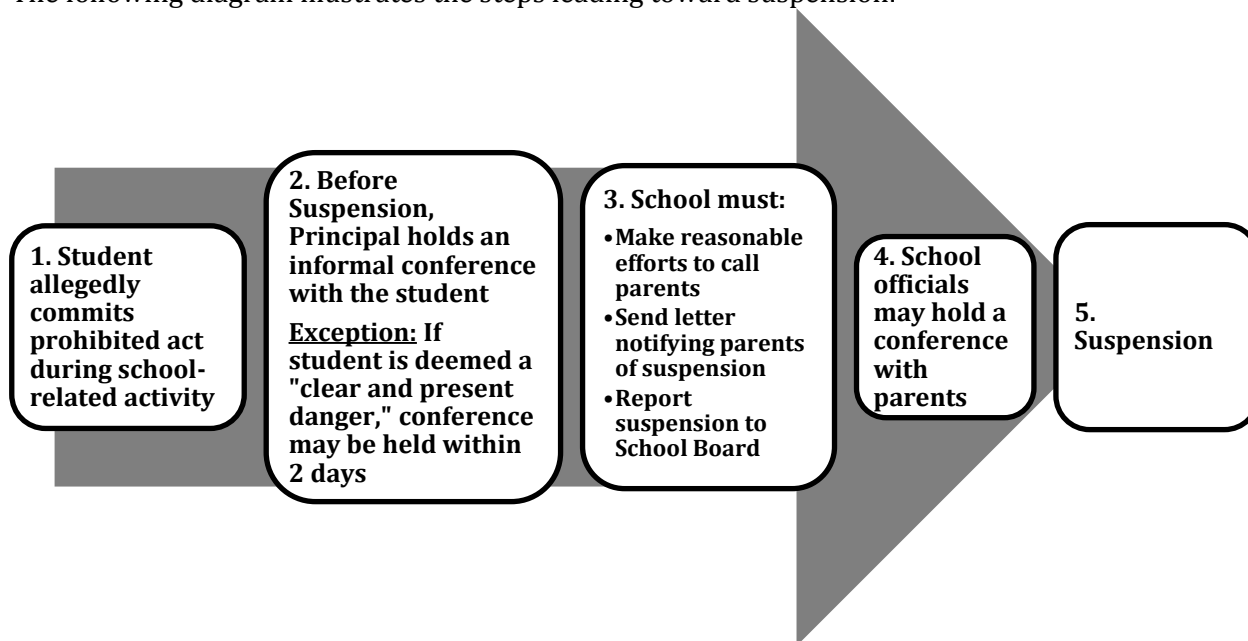 The following diagram illustrates the steps leading toward suspension.
1. Student
allegedly
commits
prohibited act
during school-
related activity
2. Before
Suspension,
Principal holds an
informal conference
with the student
Exception: If
student is deemed a
"clear and present
danger," conference
may be held within
2 days
3. School must:
•Make reasonable
efforts to call
parents
•Send letter
notifying parents
of suspension
•Report
suspension to
School Board
4. School
officials
may hold a
conference
with
parents
5.
Suspension